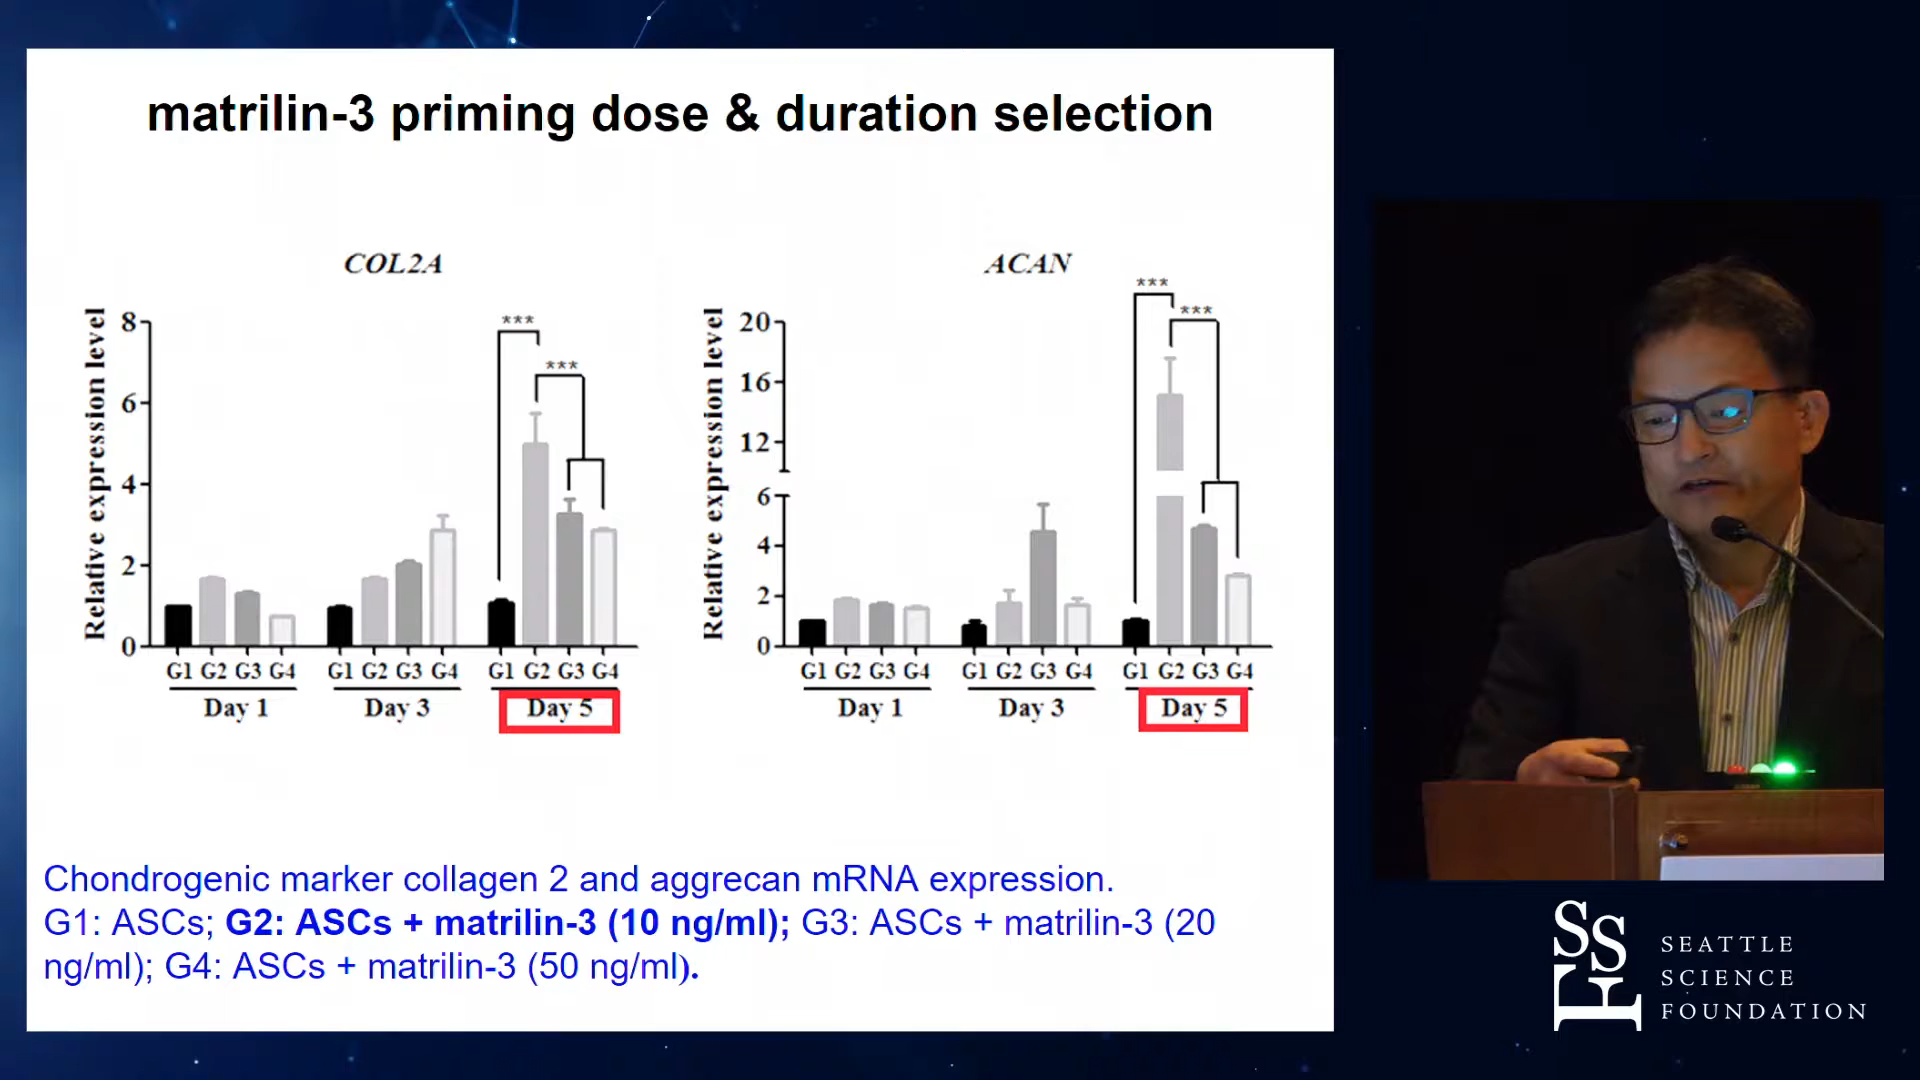 matrilin-3 priming dose & duration selection
COL2A
Relative expression level
8
6
4
2
0
***
***
G1 G2 G3 G4
G1 G2 G3 G4
G1 G2 G3 G4
Day 1
Day 3
Day 5
ACAN
Relative expression level
20
16
12
6
4
2
0
***
***
G1 G2 G3 G4
G1 G2 G3 G4
G1 G2 G3 G4
Day 1
Day 3
Day 5
Chondrogenic marker collagen 2 and aggrecan mRNA expression.
G1: ASCs; G2: ASCs + matrilin-3 (10 ng/ml); G3: ASCs + matrilin-3 (20
ng/ml); G4: ASCs + matrilin-3 (50 ng/ml).
SSF
SEATTLE
SCIENCE
FOUNDATION